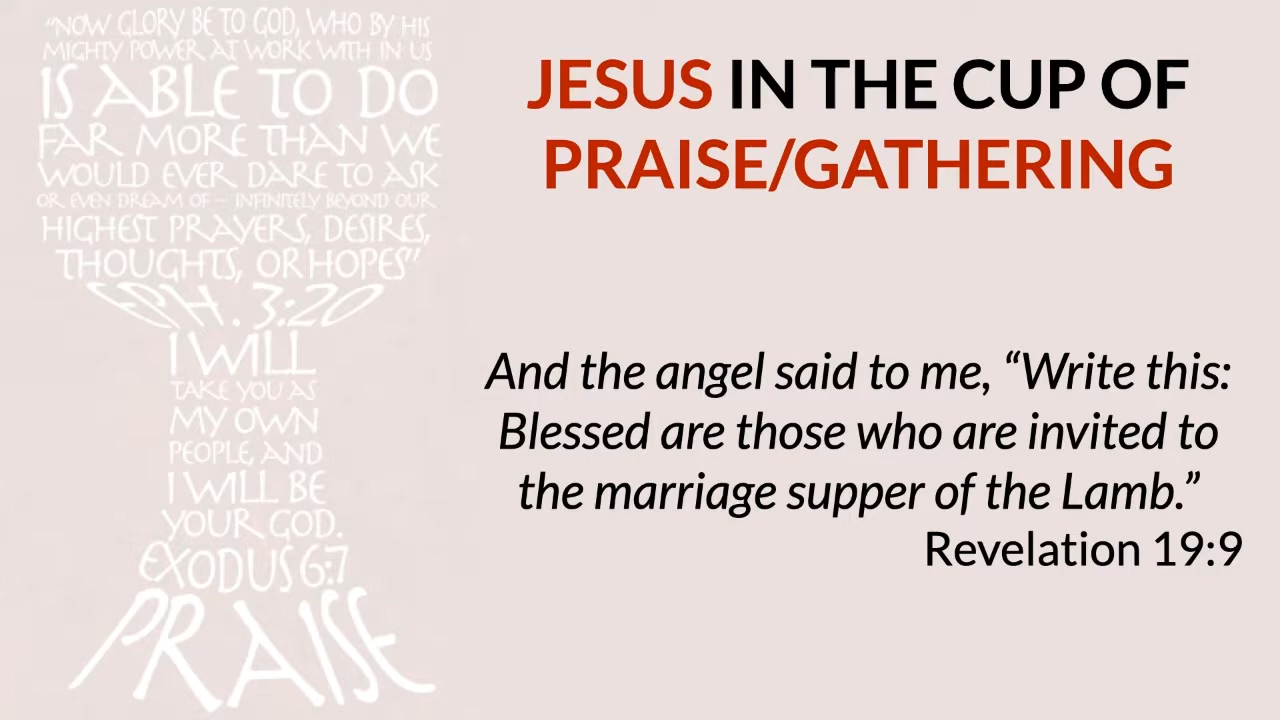 "NOW GLORY BE TO GOD, WHO BY HIS
MIGHTY POWER AT WORK WITH IN US
IS ABLE TO DO
FAR MORE THAN WE
WOULD EVER DARE TO ASK
OR EVEN DREAM OF – INFINITELY BEYOND OUR
HIGHEST PRAYERS, DESIRES,
THOUGHTS, OR HOPES"
EPH. 3:20
I WILL
TAKE YOU AS
MY OWN
PEOPLE, AND
I WILL BE
YOUR GOD.
EXODUS 6:7
PRAISE
JESUS IN THE CUP OF
PRAISE/GATHERING
And the angel said to me, “Write this:
Blessed are those who are invited to
the marriage supper of the Lamb.”
Revelation 19:9